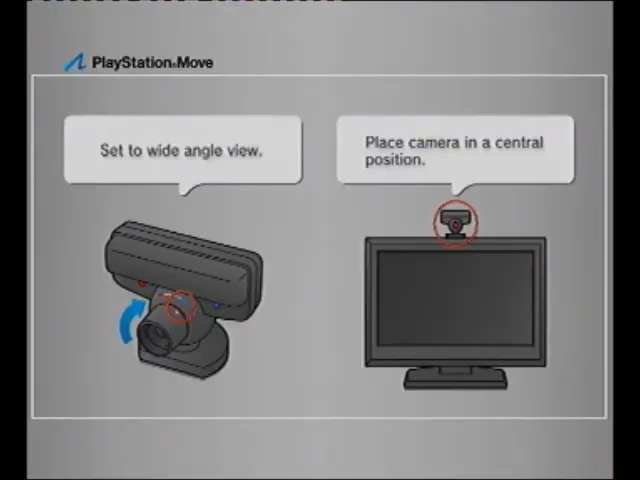 PlayStation®Move
Set to wide angle view.
Place camera in a central
position.